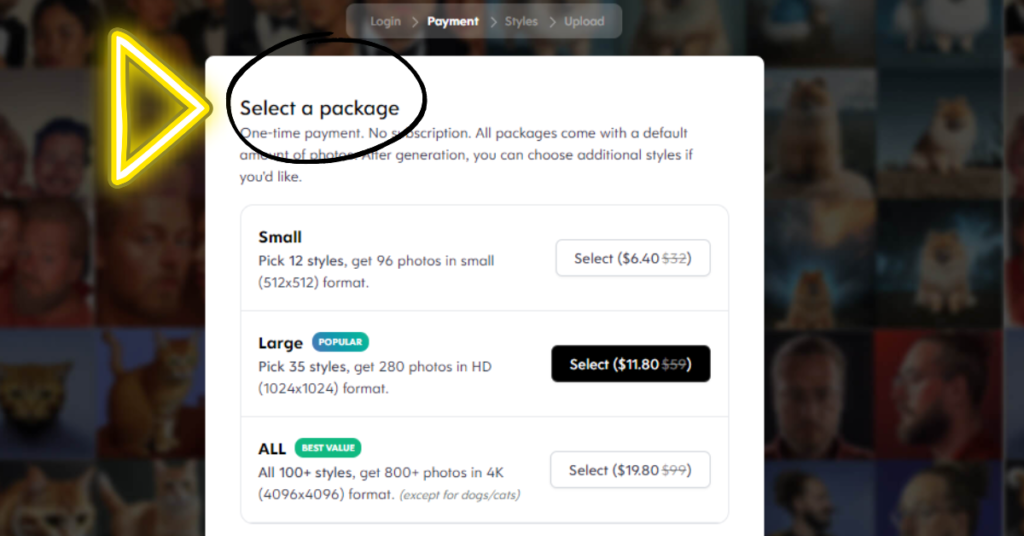 Login > Payment > Styles > Upload
Select a package
One-time payment. No subscription. All packages come with a default
amount of photos. After generation, you can choose additional styles if
you'd like.
Small
Pick 12 styles, get 96 photos in small
(512x512) format.
Select ($6.40 $32)
Large POPULAR
Pick 35 styles, get 280 photos in HD
(1024x1024) format.
Select ($11.80 $59)
ALL BEST VALUE
All 100+ styles, get 800+ photos in 4K
(4096x4096) format. (except for dogs/cats)
Select ($19.80 $99)